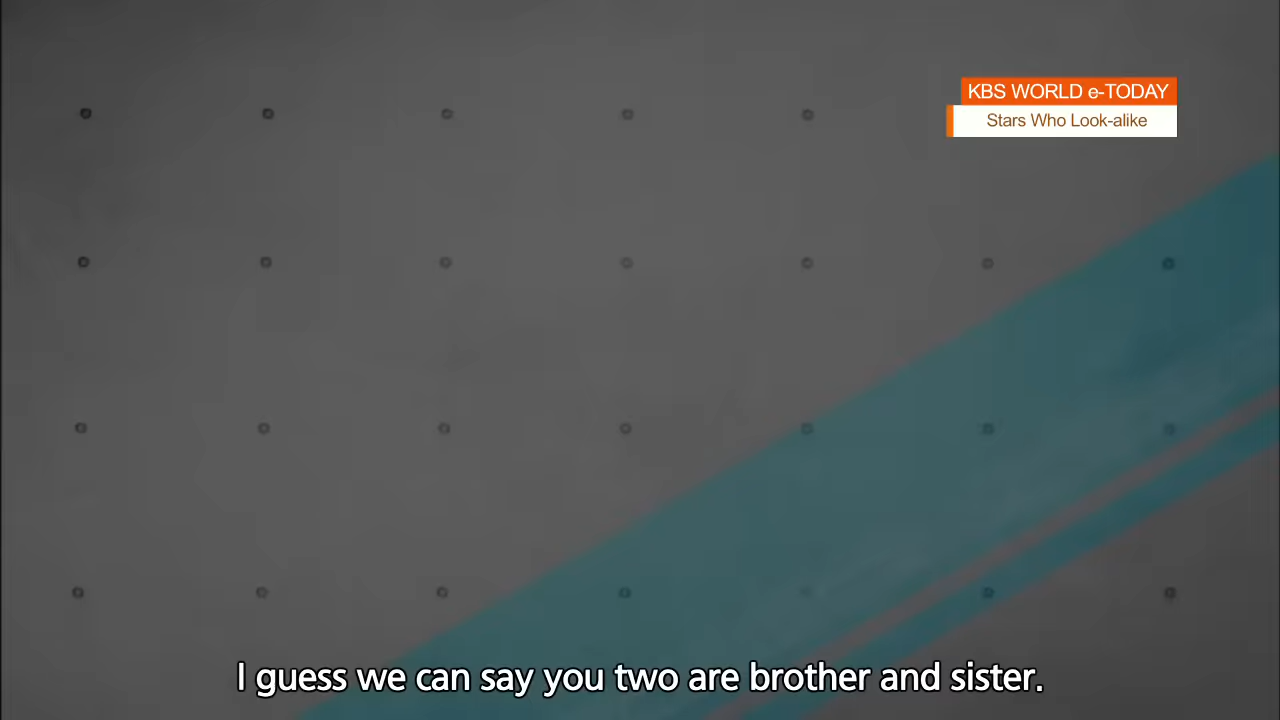 KBS WORLD e-TODAY
Stars Who Look-alike
I guess we can say you two are brother and sister.